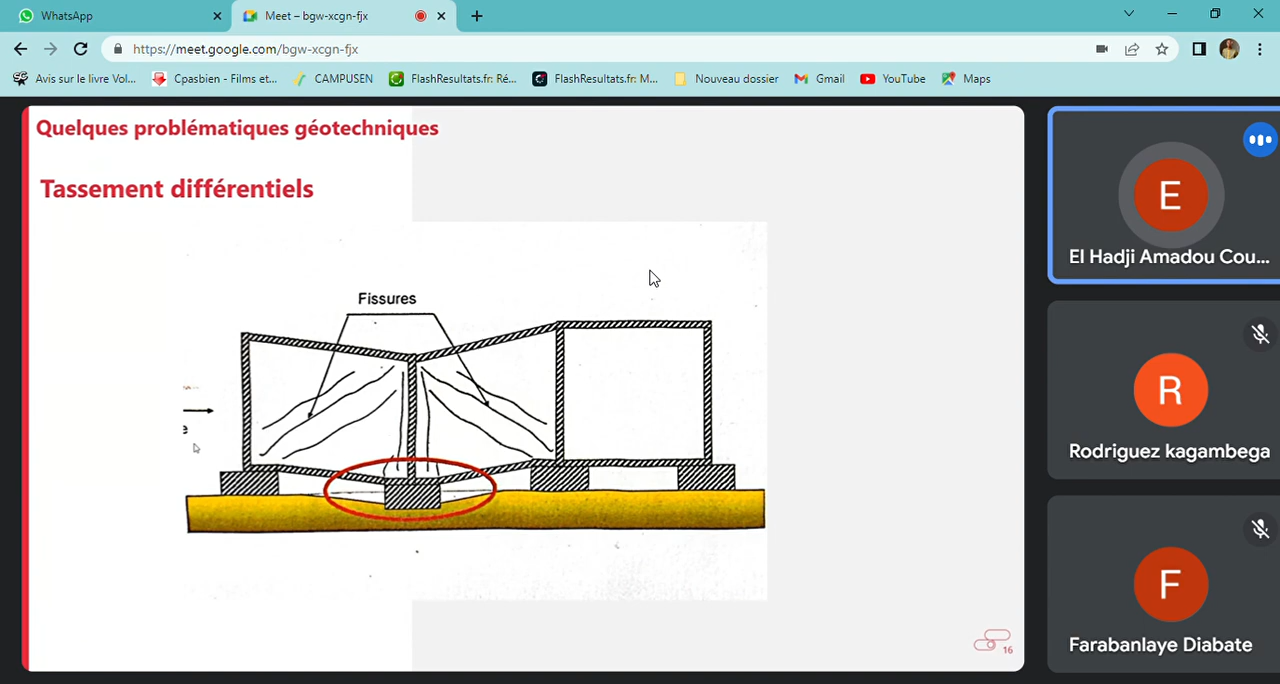 WhatsApp
Meet – bgw-xcgn-fjx
https://meet.google.com/bgw-xcgn-fjx
Avis sur le livre Vol...
Cpasbien - Films et...
CAMPUSEN
FlashResultats.fr: Ré...
FlashResultats.fr: M...
Nouveau dossier
Gmail
YouTube
Maps
Quelques problématiques géotechniques
Tassement différentiels
Fissures
16
E
El Hadji Amadou Cou...
R
Rodriguez kagambega
F
Farabanlaye Diabate